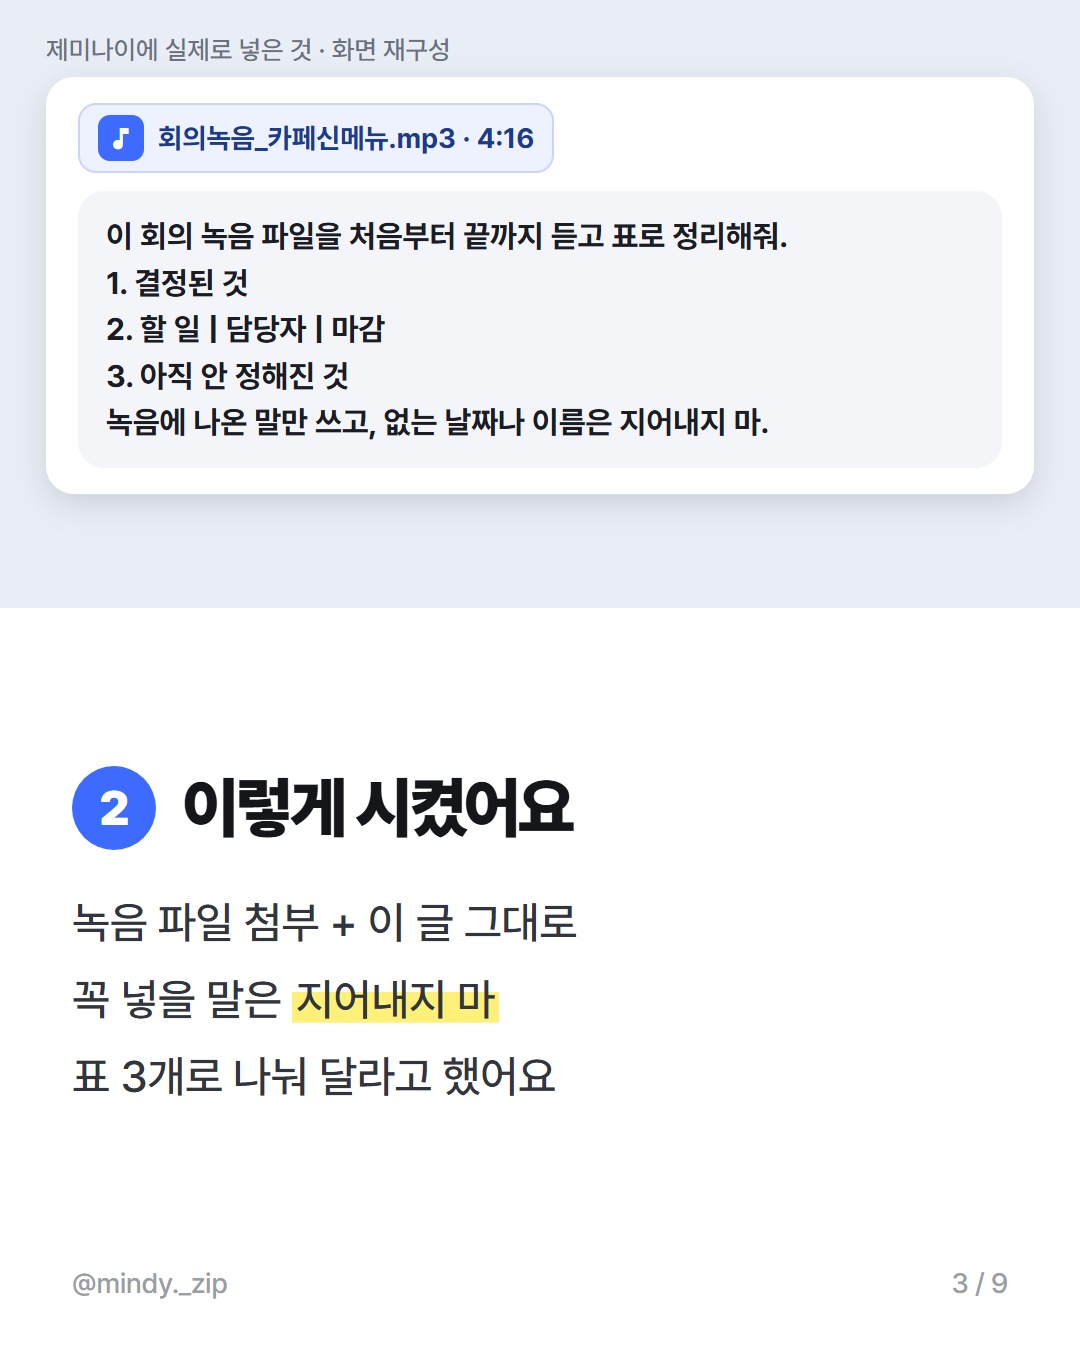 제미나이에 실제로 넣은 것 · 화면 재구성
회의녹음_카페신메뉴.mp3 · 4:16
이 회의 녹음 파일을 처음부터 끝까지 듣고 표로 정리해줘.
1. 결정된 것
2. 할 일 | 담당자 | 마감
3. 아직 안 정해진 것
녹음에 나온 말만 쓰고, 없는 날짜나 이름은 지어내지 마.
2 이렇게 시켰어요
녹음 파일 첨부 + 이 글 그대로
꼭 넣을 말은 지어내지 마
표 3개로 나눠 달라고 했어요
@mindy._zip
3 / 9